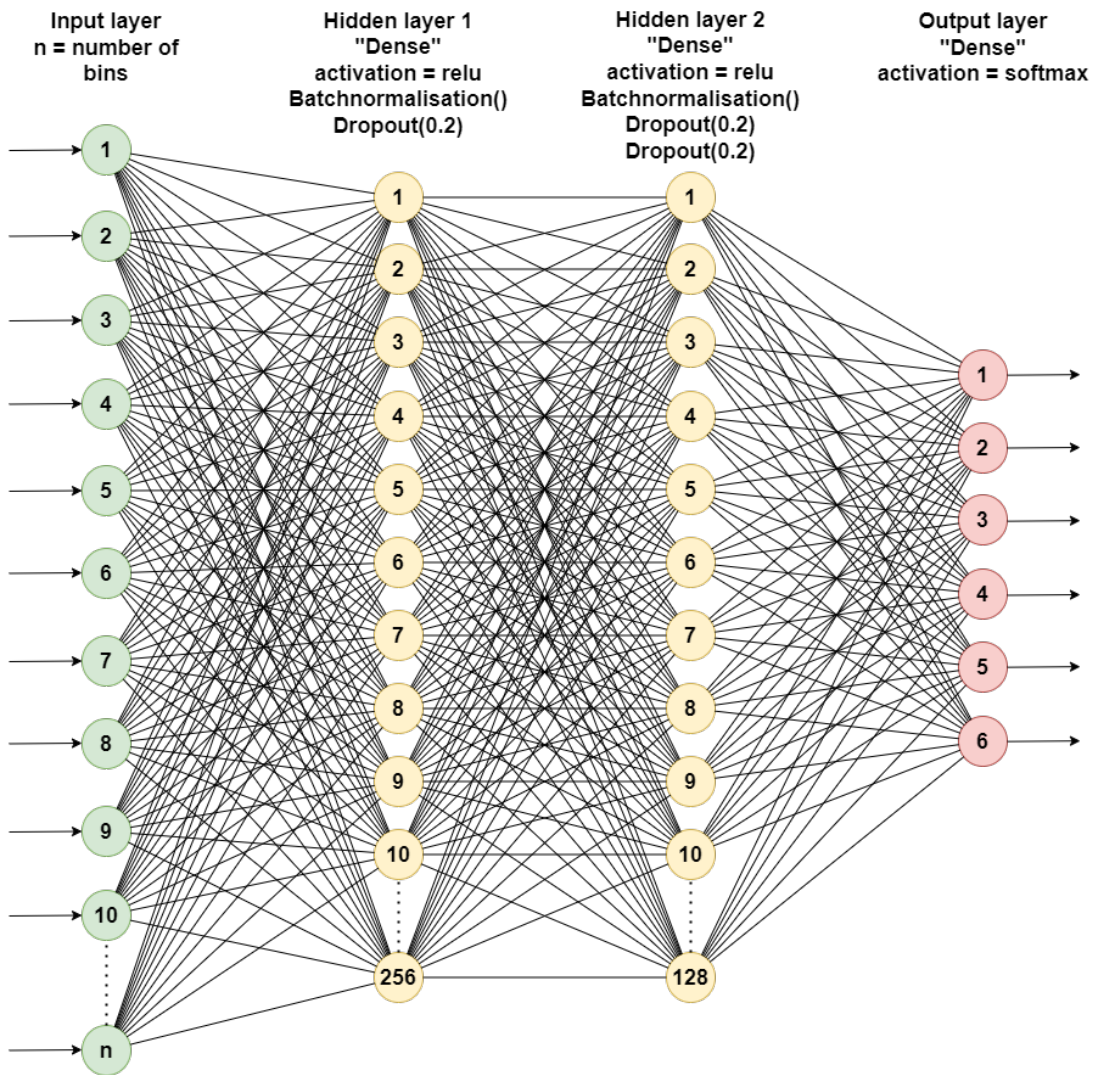 Input layer
n = number of
bins
Hidden layer 1
"Dense"
activation = relu
Batchnormalisation()
Dropout(0.2)
Hidden layer 2
"Dense"
activation = relu
Batchnormalisation()
Dropout(0.2)
Dropout(0.2)
Output layer
"Dense"
activation = softmax
1
2
3
4
5
6
7
8
9
10
n
1
2
3
4
5
6
7
8
9
10
256
1
2
3
4
5
6
7
8
9
10
128
1
2
3
4
5
6